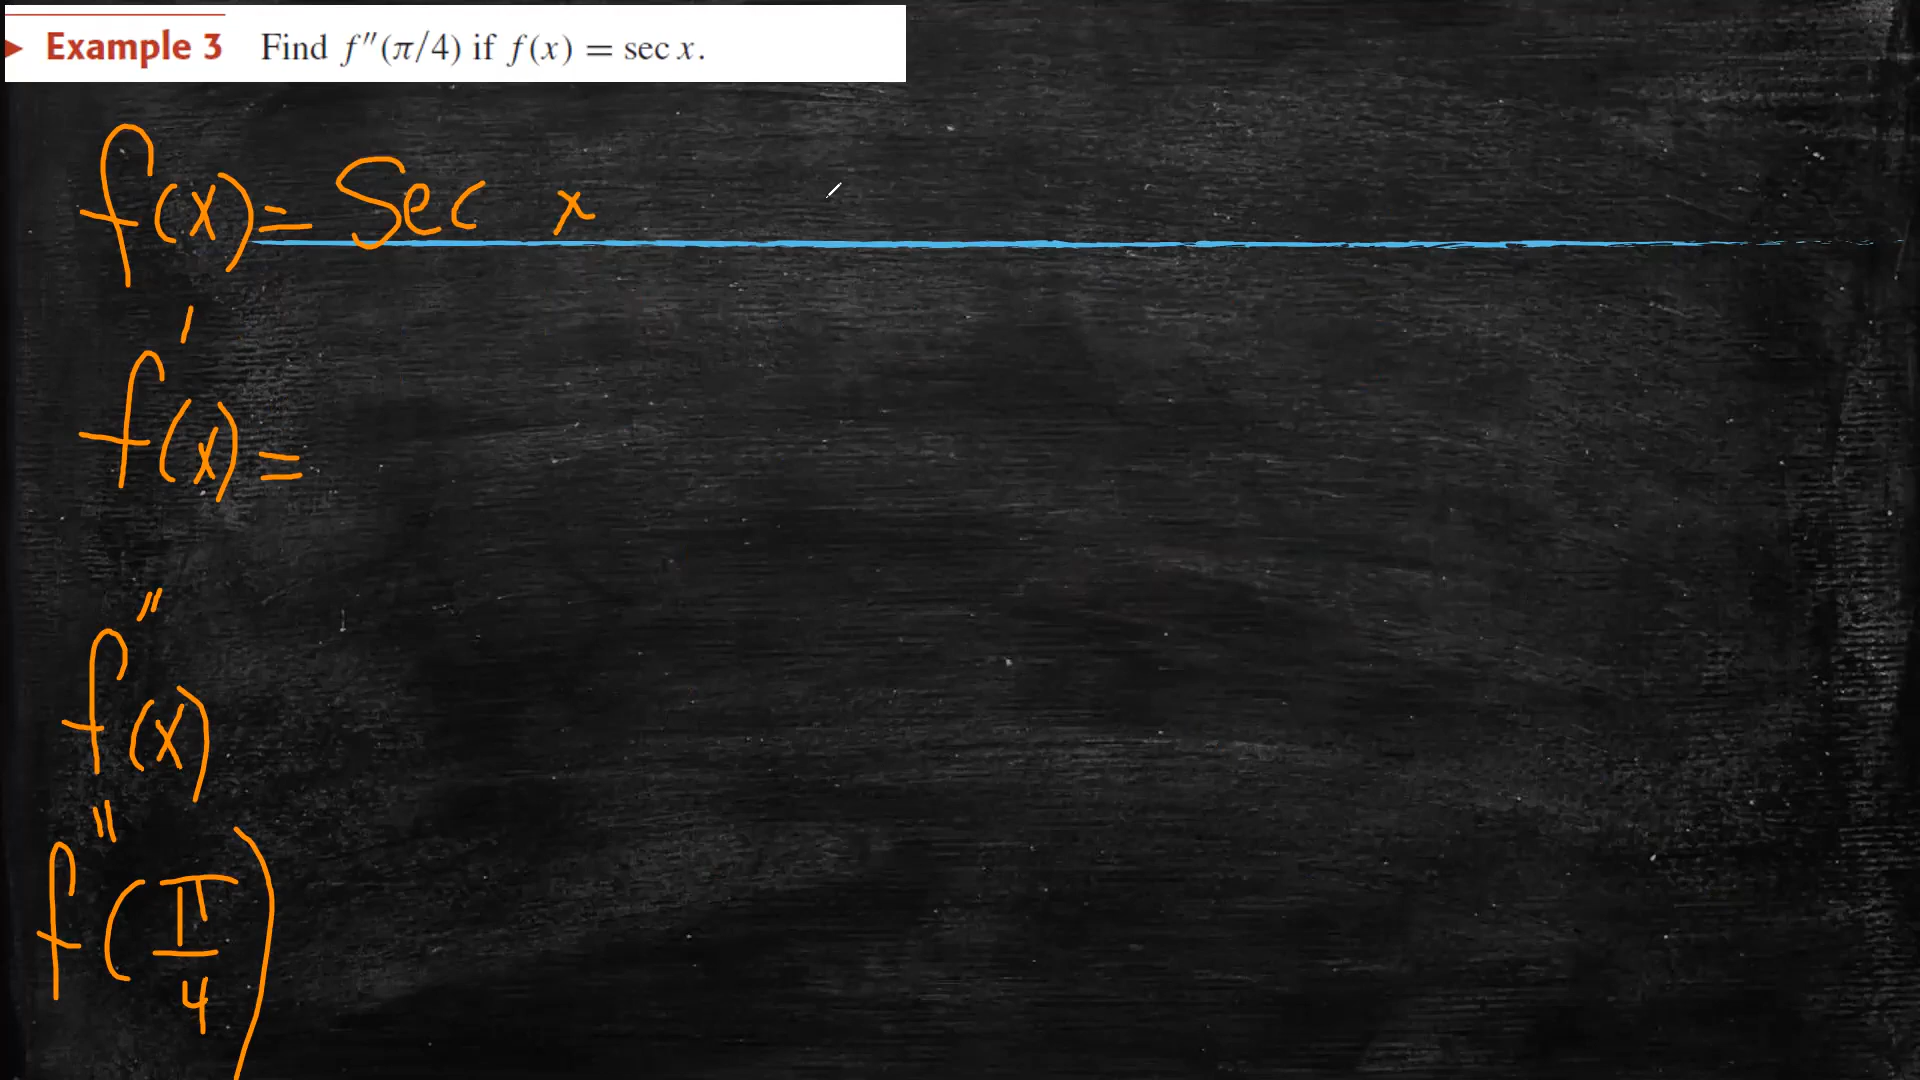 Example 3 Find f″(π/4) if f(x) = sec x.
f(x) = Sec x
f′(x) =
f″(x)
f″(π/4)